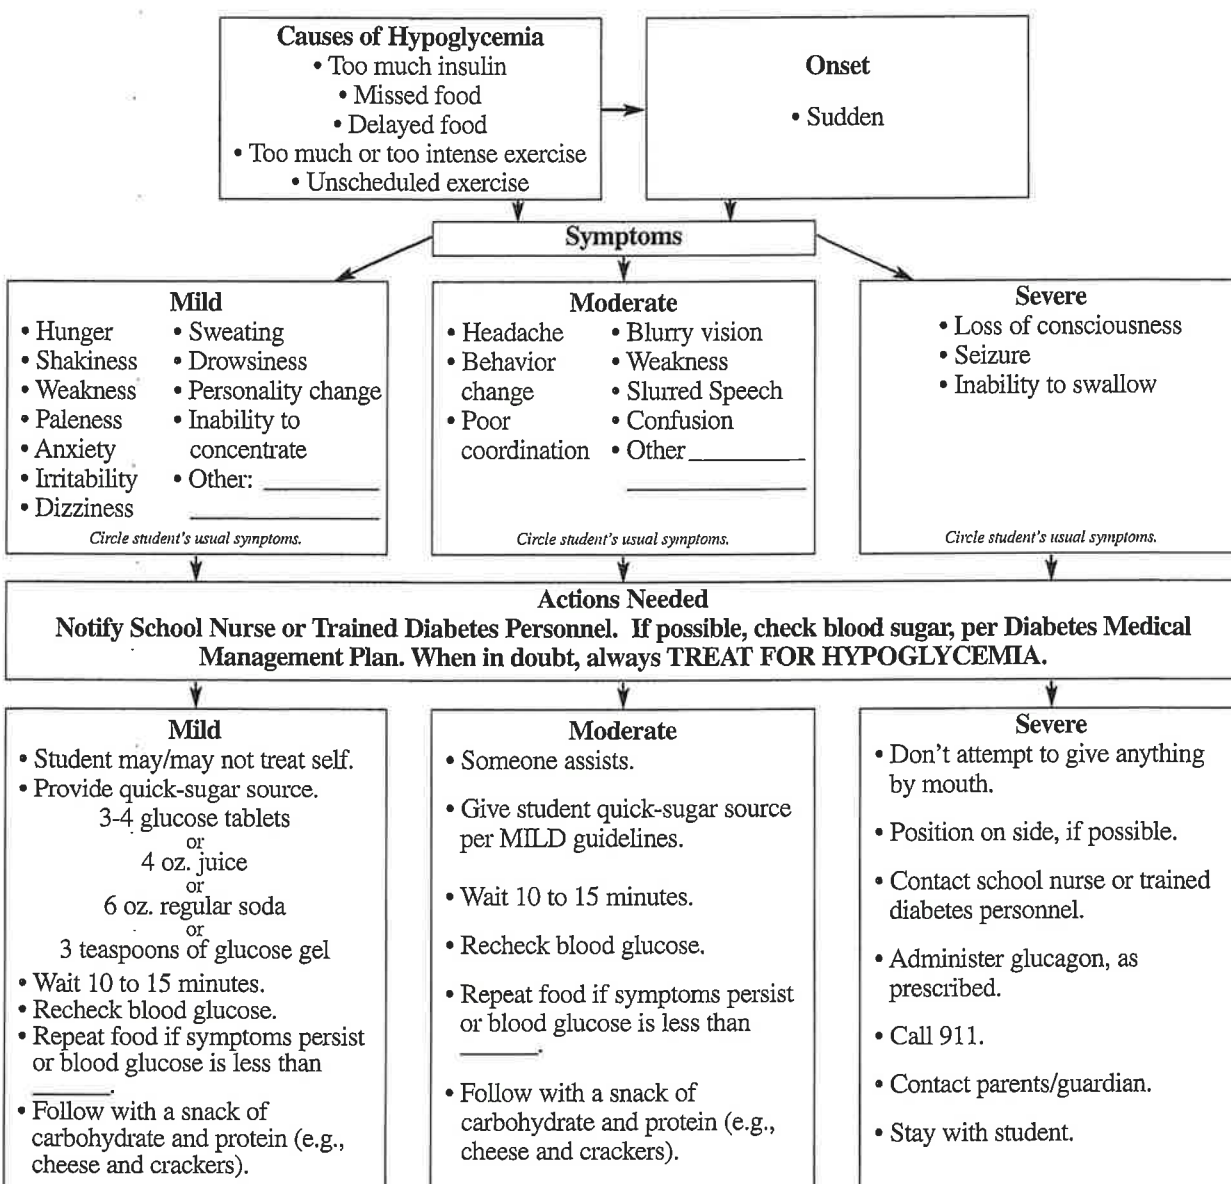 Causes of Hypoglycemia
• Too much insulin
• Missed food
• Delayed food
• Too much or too intense exercise
• Unscheduled exercise
Onset
• Sudden
Symptoms
Mild
• Hunger
• Shakiness
• Weakness
• Paleness
• Anxiety
• Irritability
• Dizziness
• Sweating
• Drowsiness
• Personality change
• Inability to
concentrate
• Other: __________
__________
Circle student's usual symptoms.
Moderate
• Headache
• Behavior
change
• Poor
coordination
• Blurry vision
• Weakness
• Slurred Speech
• Confusion
• Other __________
__________
Circle student's usual symptoms.
Severe
• Loss of consciousness
• Seizure
• Inability to swallow
Circle student's usual symptoms.
Actions Needed
Notify School Nurse or Trained Diabetes Personnel. If possible, check blood sugar, per Diabetes Medical
Management Plan. When in doubt, always TREAT FOR HYPOGLYCEMIA.
Mild
• Student may/may not treat self.
• Provide quick-sugar source.
3-4 glucose tablets
or
4 oz. juice
or
6 oz. regular soda
or
3 teaspoons of glucose gel
• Wait 10 to 15 minutes.
• Recheck blood glucose.
• Repeat food if symptoms persist
or blood glucose is less than
______.
• Follow with a snack of
carbohydrate and protein (e.g.,
cheese and crackers).
Moderate
• Someone assists.
• Give student quick-sugar source
per MILD guidelines.
• Wait 10 to 15 minutes.
• Recheck blood glucose.
• Repeat food if symptoms persist
or blood glucose is less than
______.
• Follow with a snack of
carbohydrate and protein (e.g.,
cheese and crackers).
Severe
• Don't attempt to give anything
by mouth.
• Position on side, if possible.
• Contact school nurse or trained
diabetes personnel.
• Administer glucagon, as
prescribed.
• Call 911.
• Contact parents/guardian.
• Stay with student.